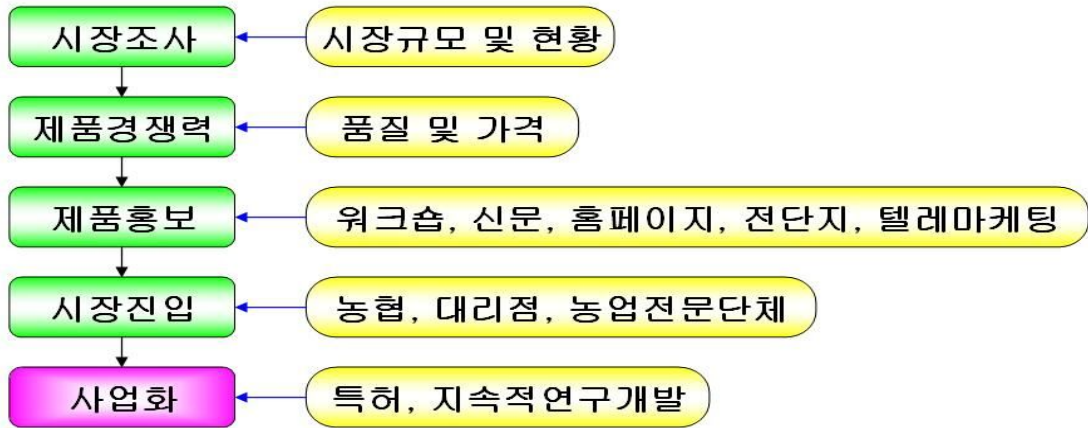 시장조사 시장규모 및 현황
제품경쟁력 품질 및 가격
제품홍보 워크숍, 신문, 홈페이지, 전단지, 텔레마케팅
시장진입 농협, 대리점, 농업전문단체
사업화 특허, 지속적연구개발